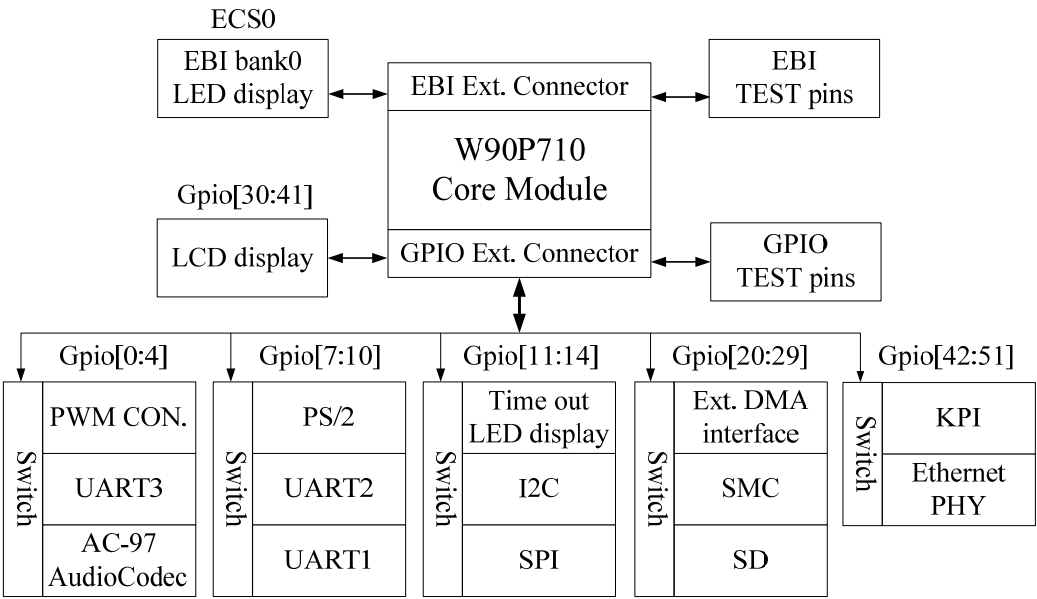 ECS0
EBI bank0
LED display
EBI Ext. Connector
EBI
TEST pins
W90P710
Core Module
Gpio[30:41]
LCD display
GPIO Ext. Connector
GPIO
TEST pins
Gpio[0:4]
Switch
PWM CON.
UART3
AC-97
AudioCodec
Gpio[7:10]
Switch
PS/2
UART2
UART1
Gpio[11:14]
Switch
Time out
LED display
I2C
SPI
Gpio[20:29]
Switch
Ext. DMA
interface
SMC
SD
Gpio[42:51]
Switch
KPI
Ethernet
PHY